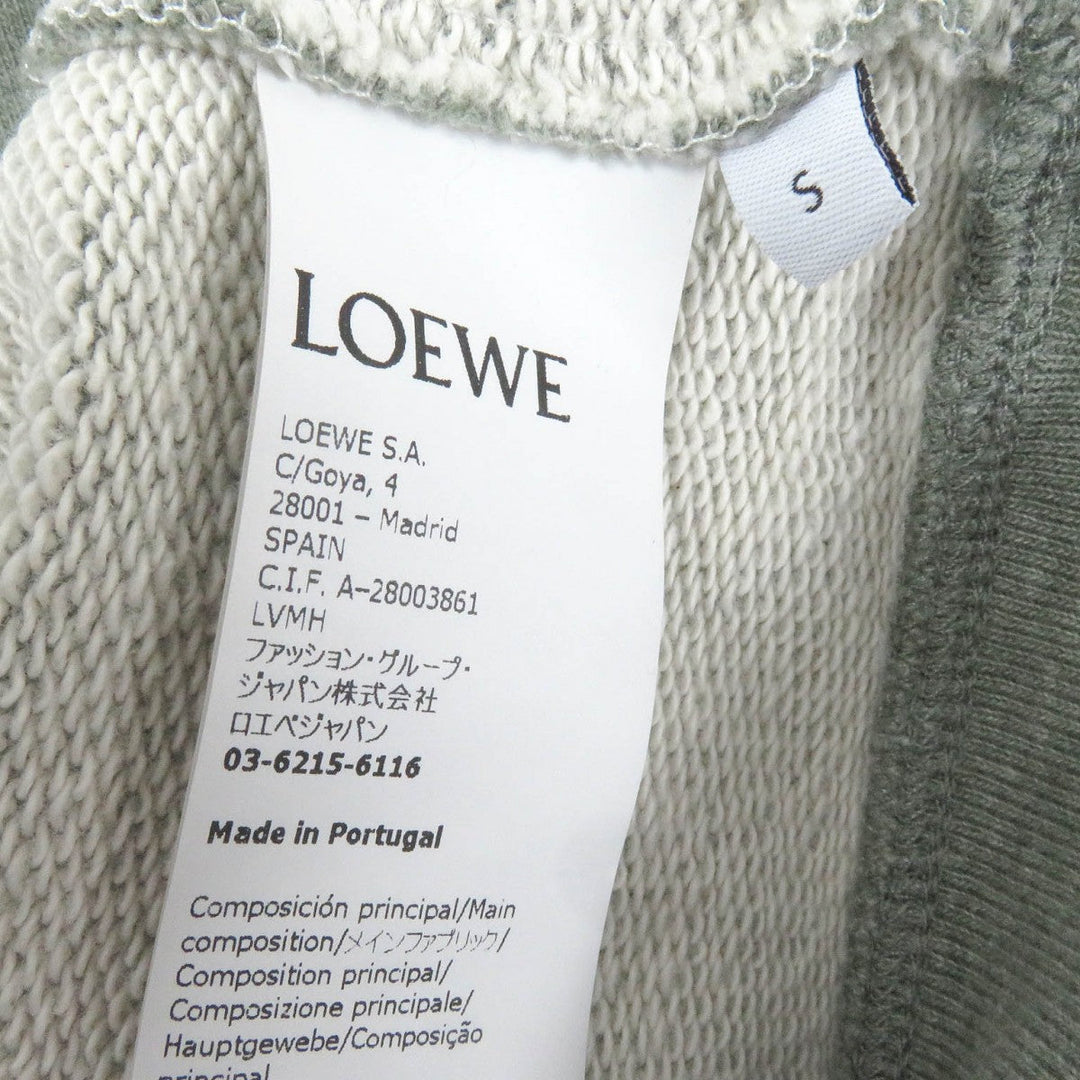 S
LOEWE
LOEWE S.A.
C/Goya, 4
28001 – Madrid
SPAIN
C.I.F. A–28003861
LVMH
ファッション・グループ・
ジャパン株式会社
ロエベジャパン
03-6215-6116
Made in Portugal
Composición principal/Main
composition/メインファブリック/
Composition principal/
Composizione principale/
Hauptgewebe/Composição
principal